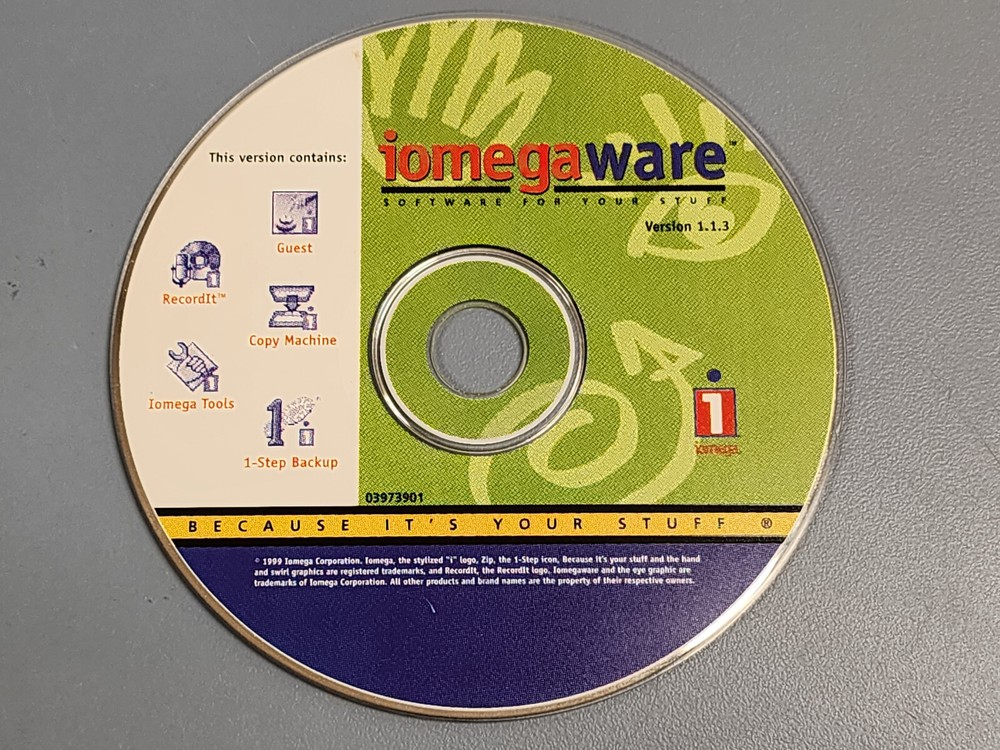 This version contains:
Guest
RecordIt™
Copy Machine
Iomega Tools
1-Step Backup
iomegaware™
SOFTWARE FOR YOUR STUFF
Version 1.1.3
iomega
03973901
BECAUSE IT'S YOUR STUFF ®
© 1999 Iomega Corporation. Iomega, the stylized "i" logo, Zip, the 1-Step icon, Because it's your stuff and the hand
and swirl graphics are registered trademarks, and RecordIt, the RecordIt logo, Iomegaware and the eye graphic are
trademarks of Iomega Corporation. All other products and brand names are the property of their respective owners.